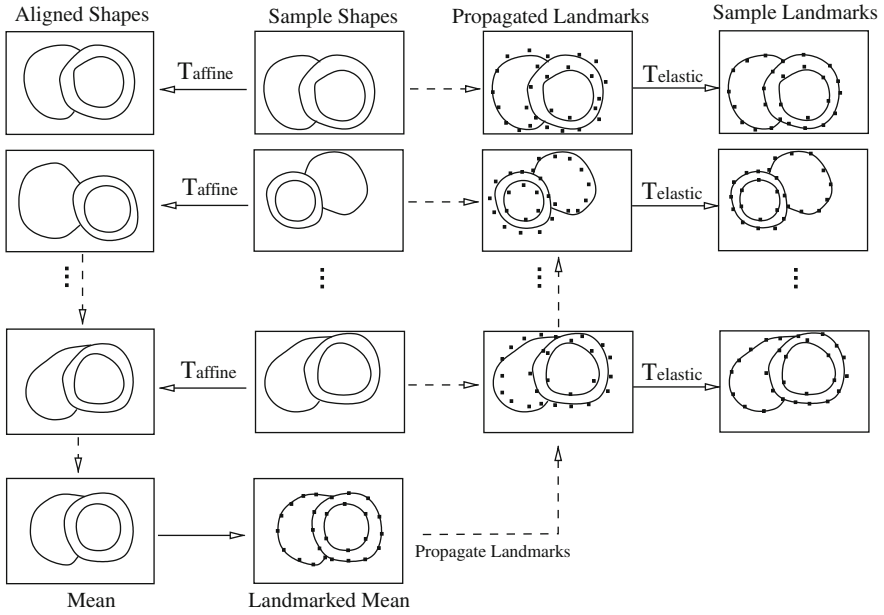 Aligned Shapes
Sample Shapes
Propagated Landmarks
Sample Landmarks
Taffine
Telastic
Taffine
Telastic
Taffine
Telastic
Propagate Landmarks
Mean
Landmarked Mean